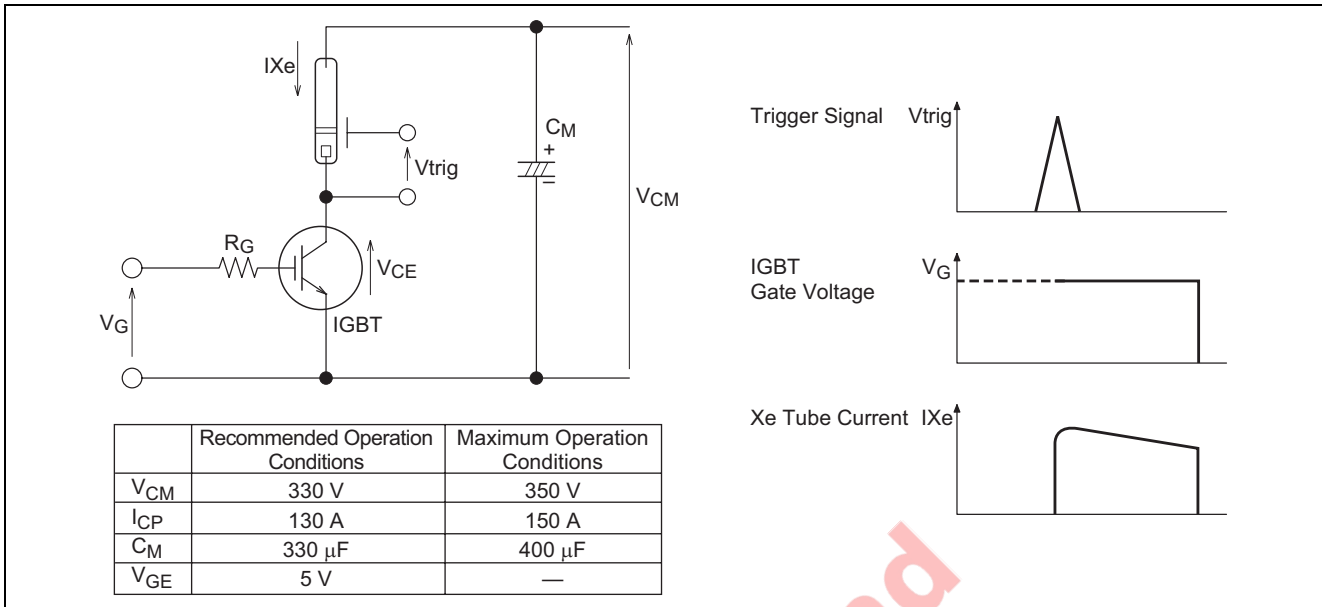 IXe
Vtrig
CM
+
–
VCM
RG
VCE
IGBT
VG
Recommended Operation Conditions Maximum Operation Conditions
VCM 330 V 350 V
ICP 130 A 150 A
CM 330 μF 400 μF
VGE 5 V —
Trigger Signal Vtrig
IGBT
Gate Voltage
VG
Xe Tube Current IXe